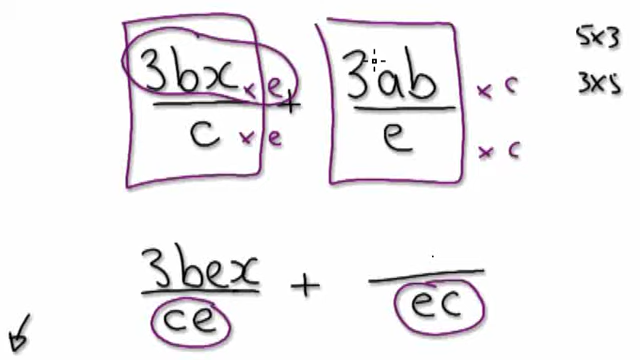 3bx × e + 3ab × c 5×3
c × e e × c 3×5
3bex +
ce ec